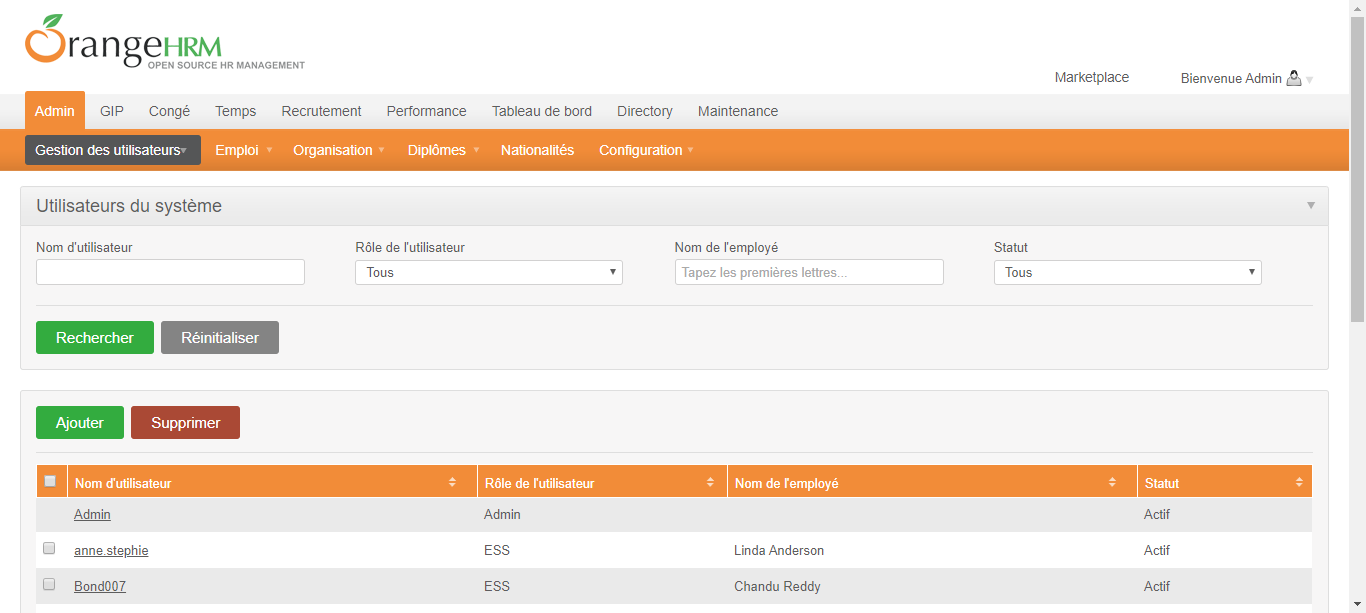 OrangeHRM
OPEN SOURCE HR MANAGEMENT
Marketplace Bienvenue Admin
Admin GIP Congé Temps Recrutement Performance Tableau de bord Directory Maintenance
Gestion des utilisateurs Emploi Organisation Diplômes Nationalités Configuration
Utilisateurs du système
Nom d'utilisateur Rôle de l'utilisateur Nom de l'employé Statut
Tous Tapez les premières lettres... Tous
Rechercher Réinitialiser
Ajouter Supprimer
Nom d'utilisateur Rôle de l'utilisateur Nom de l'employé Statut
Admin Admin Actif
anne.stephie ESS Linda Anderson Actif
Bond007 ESS Chandu Reddy Actif